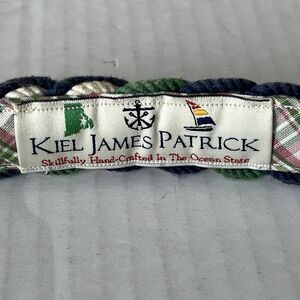 KIEL JAMES PATRICK
Skillfully Hand-Crafted In The Ocean State